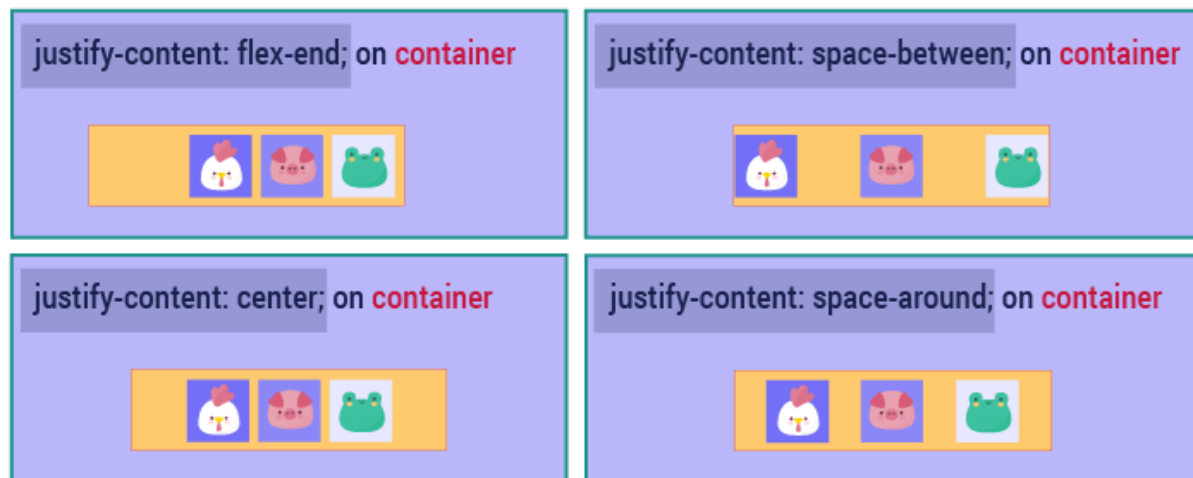 justify-content: flex-end; on container
justify-content: space-between; on container
justify-content: center; on container
justify-content: space-around; on container